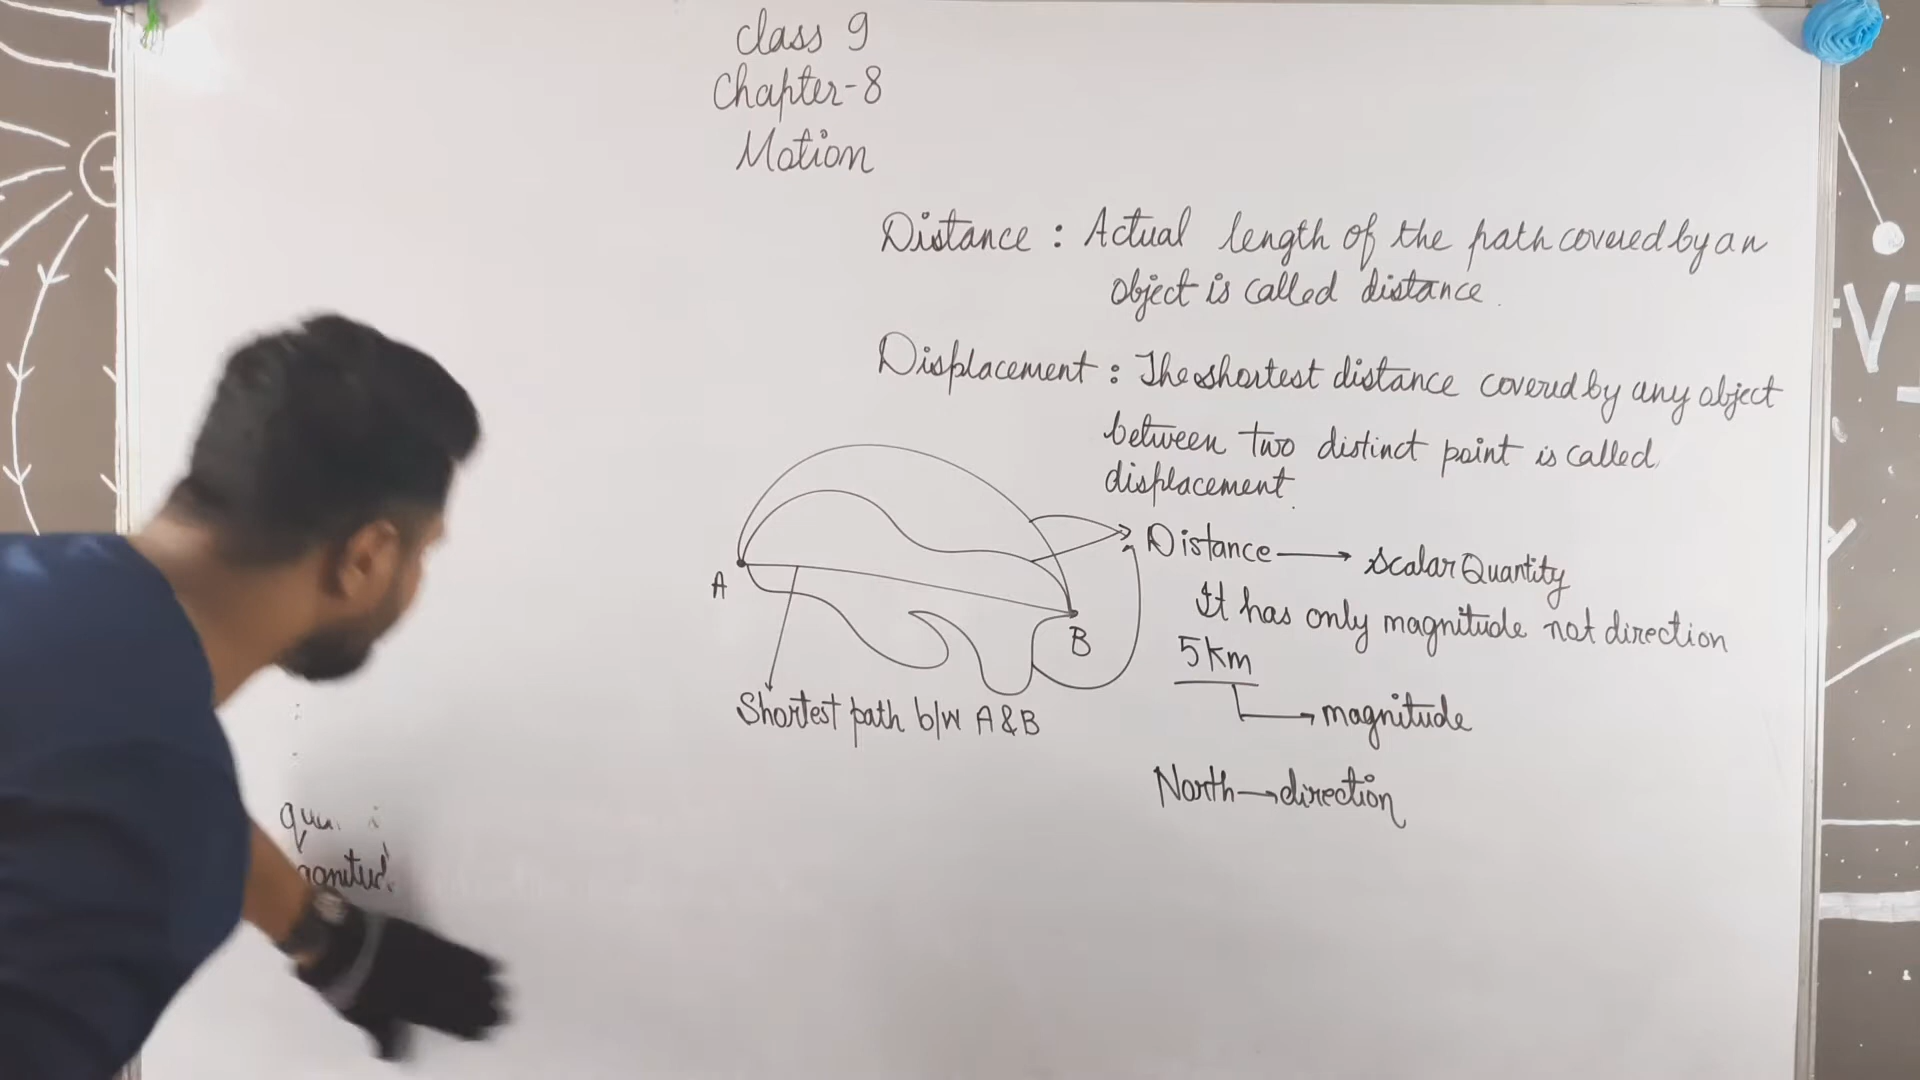 class 9
Chapter-8
Motion
Distance : Actual length of the path covered by an
object is called distance.
Displacement : The shortest distance covered by any object
between two distinct point is called
displacement.
A
B
Shortest path b/w A & B
Distance → scalar Quantity
It has only magnitude not direction
5 km
→ magnitude
North → direction